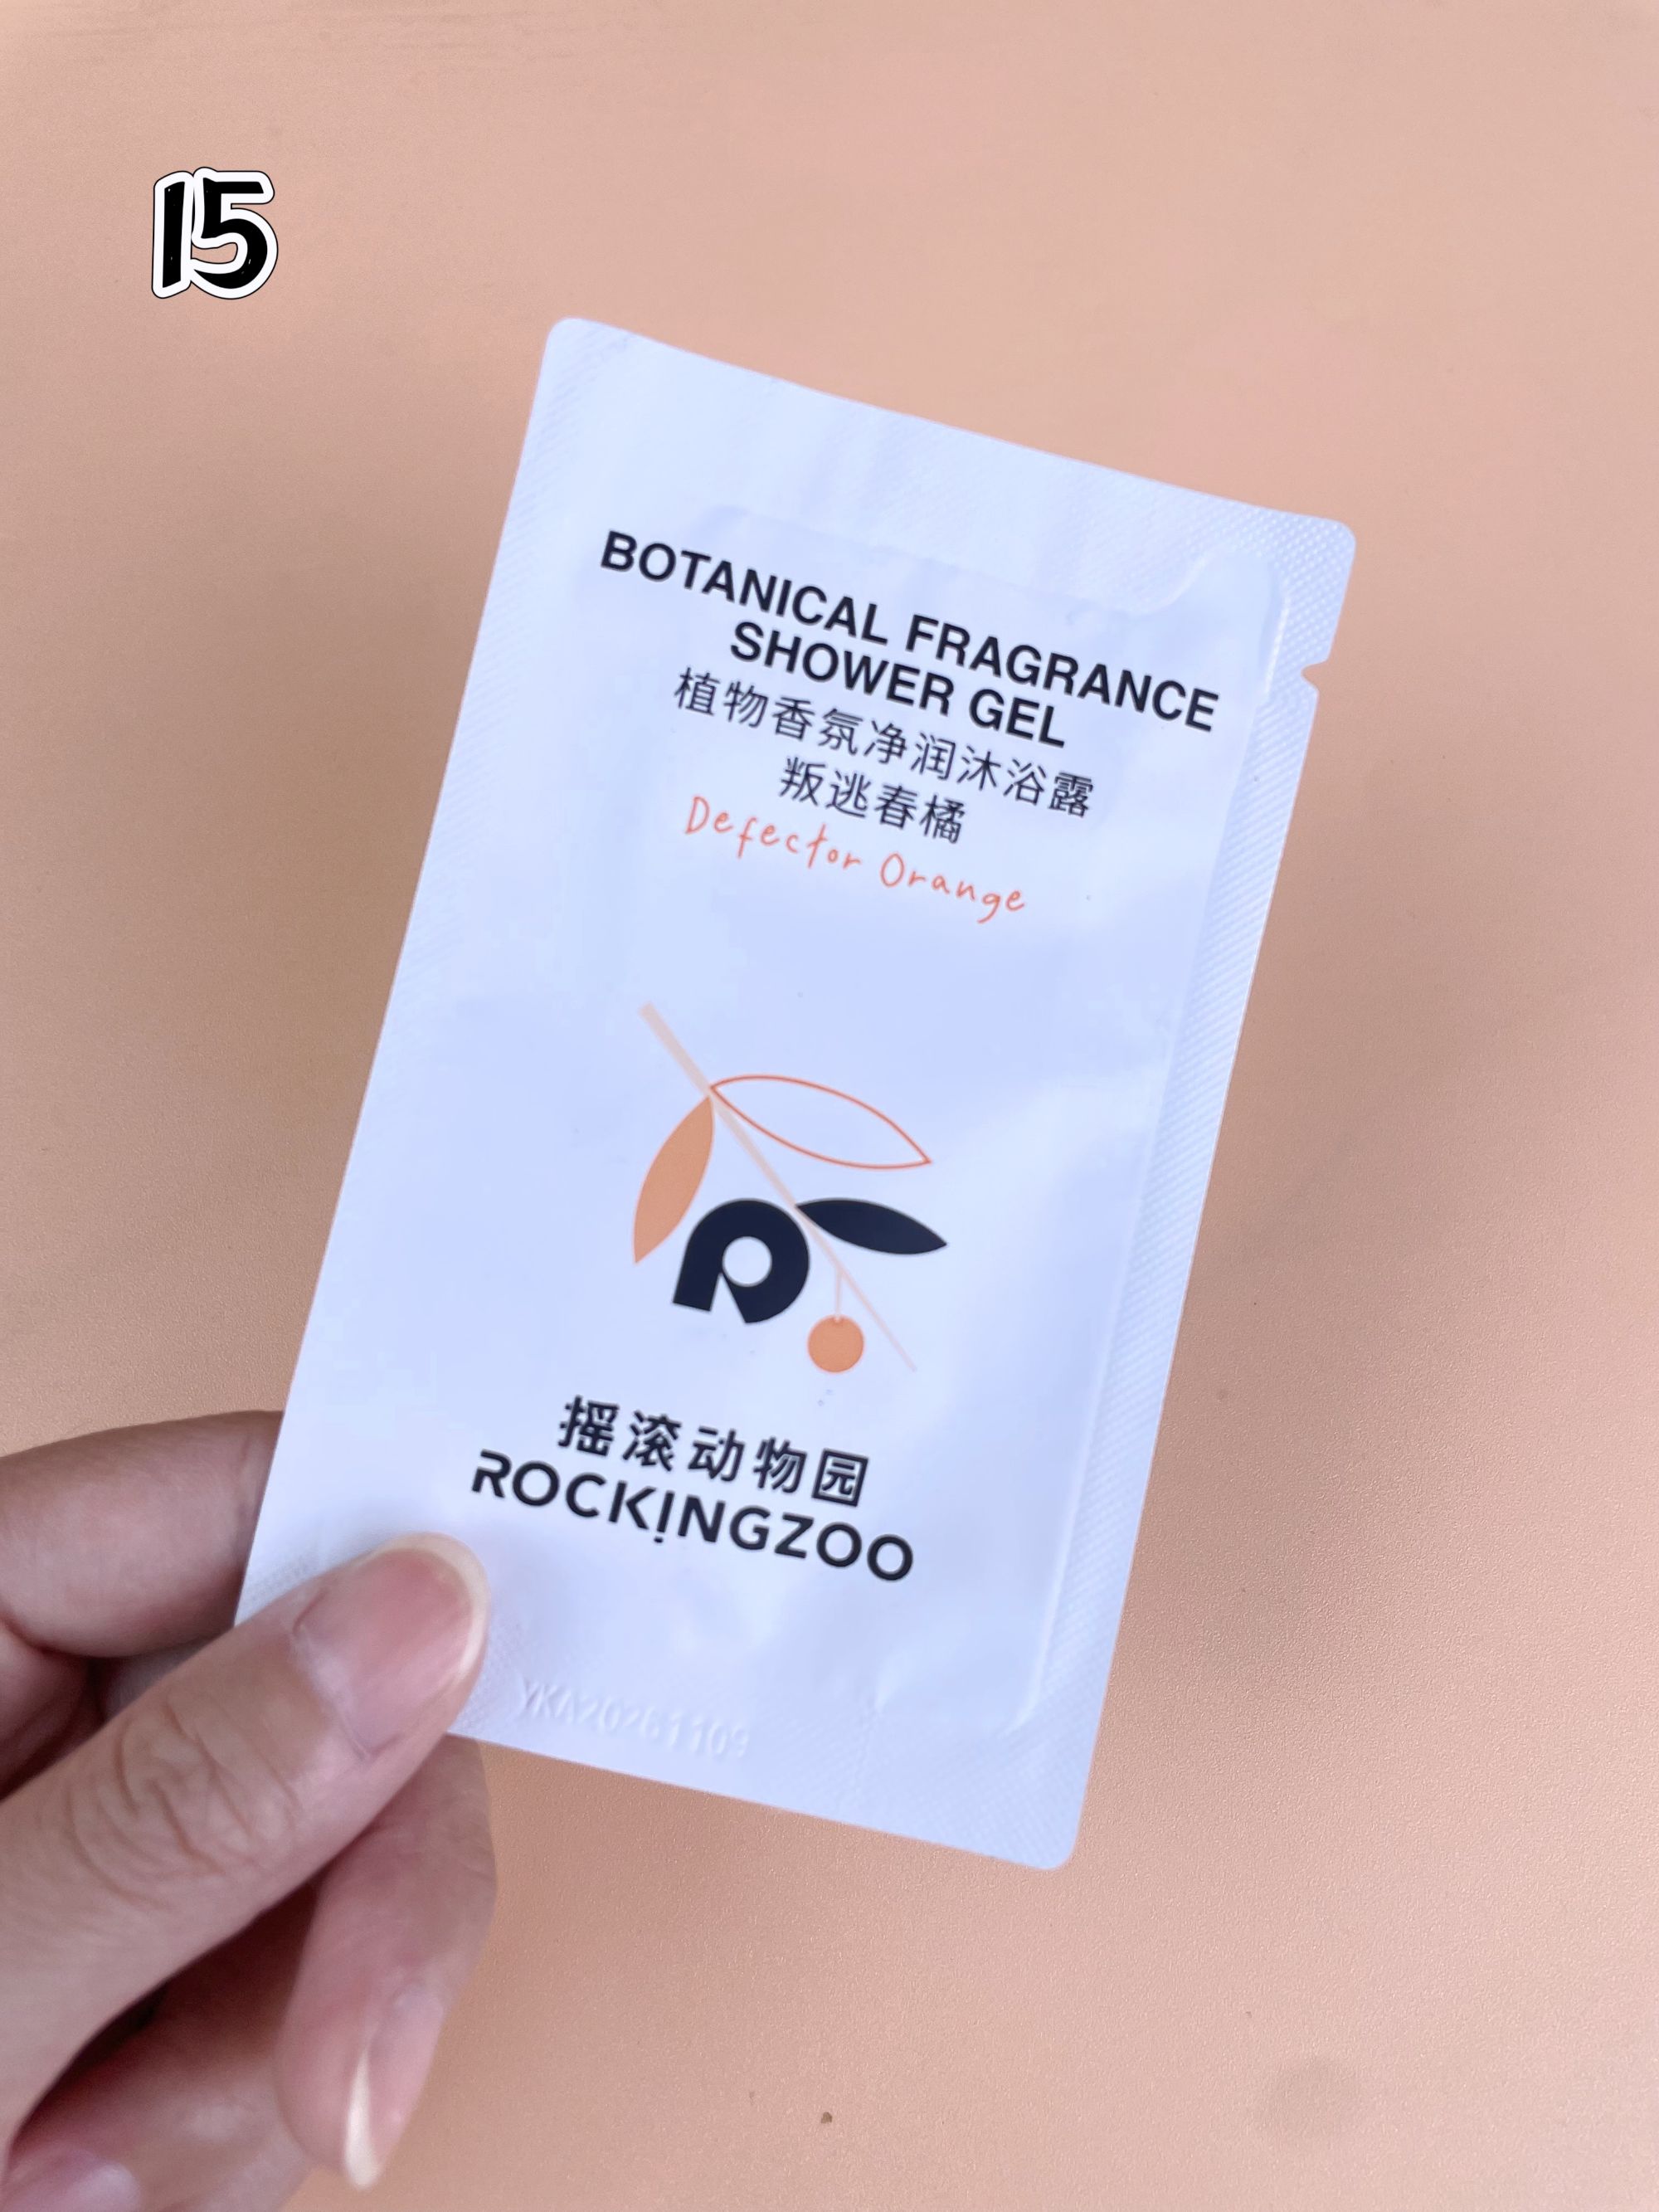 15
BOTANICAL FRAGRANCE
SHOWER GEL
植物香氛净润沐浴露
叛逃春橘
Defector Orange
摇滚动物园
ROCKINGZOO
YKA20261109